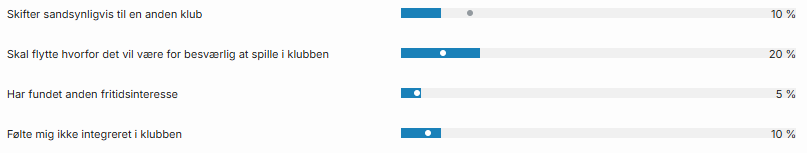 Skifter sandsynligvis til en anden klub 10 %
Skal flytte hvorfor det vil være for besværlig at spille i klubben 20 %
Har fundet anden fritidsinteresse 5 %
Følte mig ikke integreret i klubben 10 %